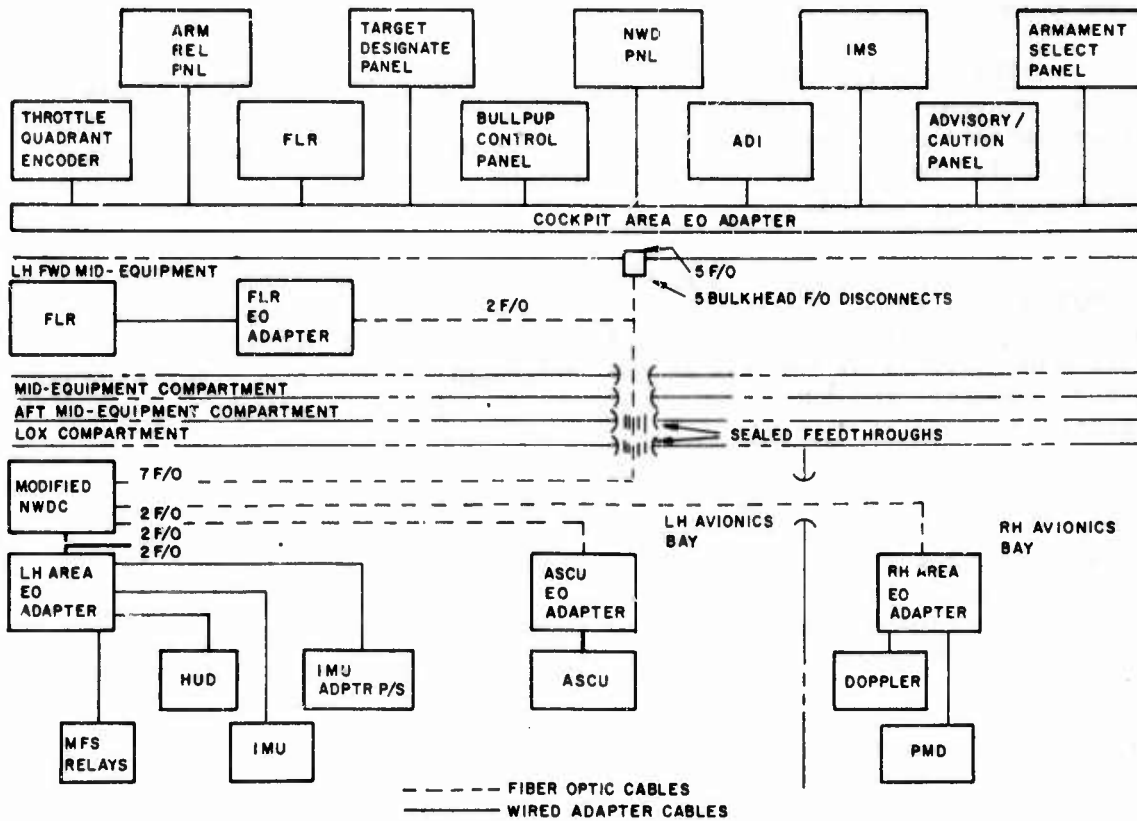 ARM
REL
PNL
TARGET
DESIGNATE
PANEL
NWD
PNL
IMS
ARMAMENT
SELECT
PANEL
THROTTLE
QUADRANT
ENCODER
FLR
BULLPUP
CONTROL
PANEL
ADI
ADVISORY/
CAUTION
PANEL
COCKPIT AREA EO ADAPTER
LH FWD MID-EQUIPMENT
5 F/O
5 BULKHEAD F/O DISCONNECTS
FLR
FLR
EO
ADAPTER
2 F/O
MID-EQUIPMENT COMPARTMENT
AFT MID-EQUIPMENT COMPARTMENT
LOX COMPARTMENT
SEALED FEEDTHROUGHS
7 F/O
MODIFIED
NWDC
2 F/O
2 F/O
2 F/O
LH AVIONICS
BAY
RH AVIONICS
BAY
LH AREA
EO
ADAPTER
ASCU
EO
ADAPTER
RH AREA
EO
ADAPTER
HUD
IMU
ADPTR P/S
ASCU
DOPPLER
MFS
RELAYS
IMU
PMD
FIBER OPTIC CABLES
WIRED ADAPTER CABLES